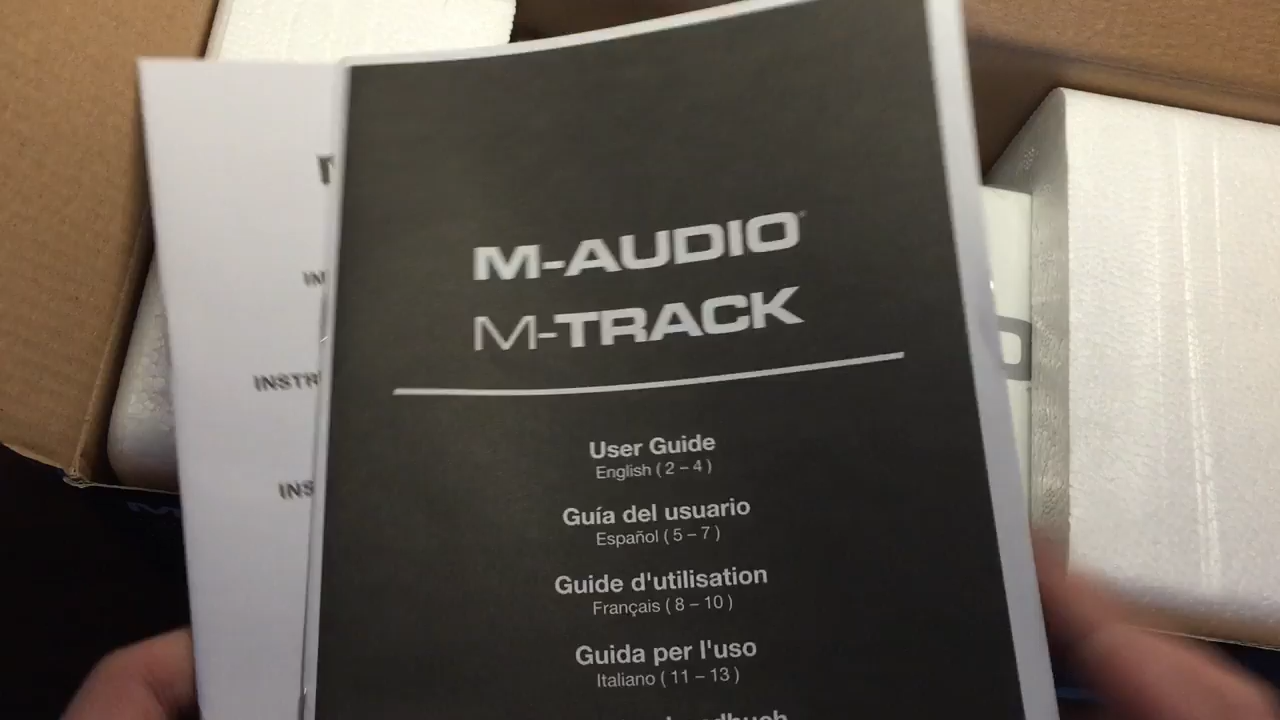 M-AUDIO
M-TRACK
User Guide
English ( 2 – 4 )
Guía del usuario
Español ( 5 – 7 )
Guide d'utilisation
Français ( 8 – 10 )
Guida per l'uso
Italiano ( 11 – 13 )